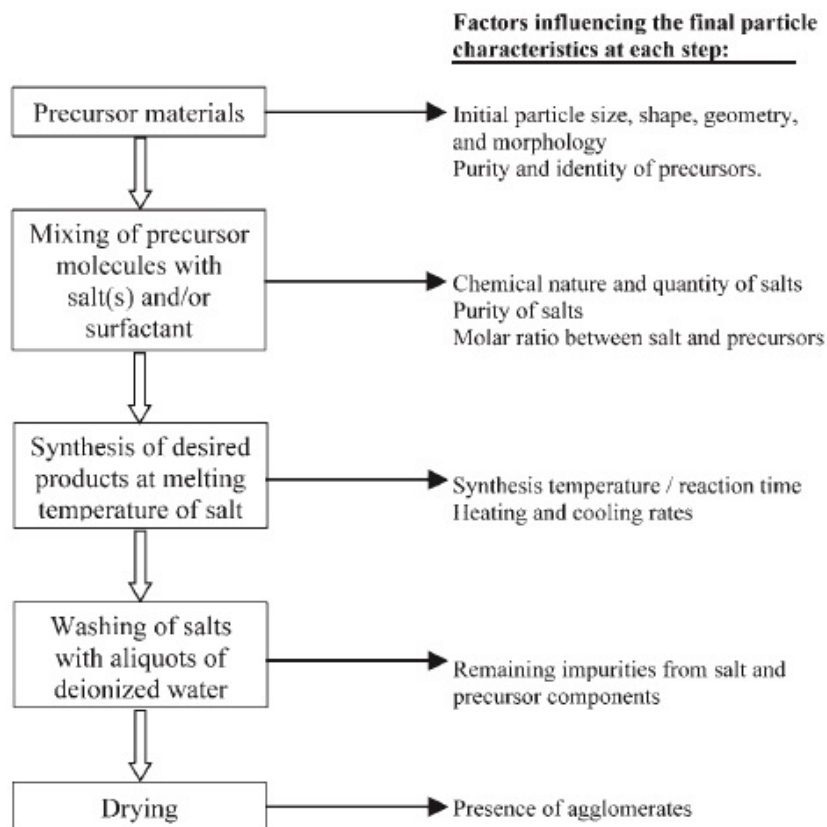 Factors influencing the final particle
characteristics at each step:
Precursor materials
Initial particle size, shape, geometry,
and morphology
Purity and identity of precursors.
Mixing of precursor
molecules with
salt(s) and/or
surfactant
Chemical nature and quantity of salts
Purity of salts
Molar ratio between salt and precursors
Synthesis of desired
products at melting
temperature of salt
Synthesis temperature / reaction time
Heating and cooling rates
Washing of salts
with aliquots of
deionized water
Remaining impurities from salt and
precursor components
Drying
Presence of agglomerates